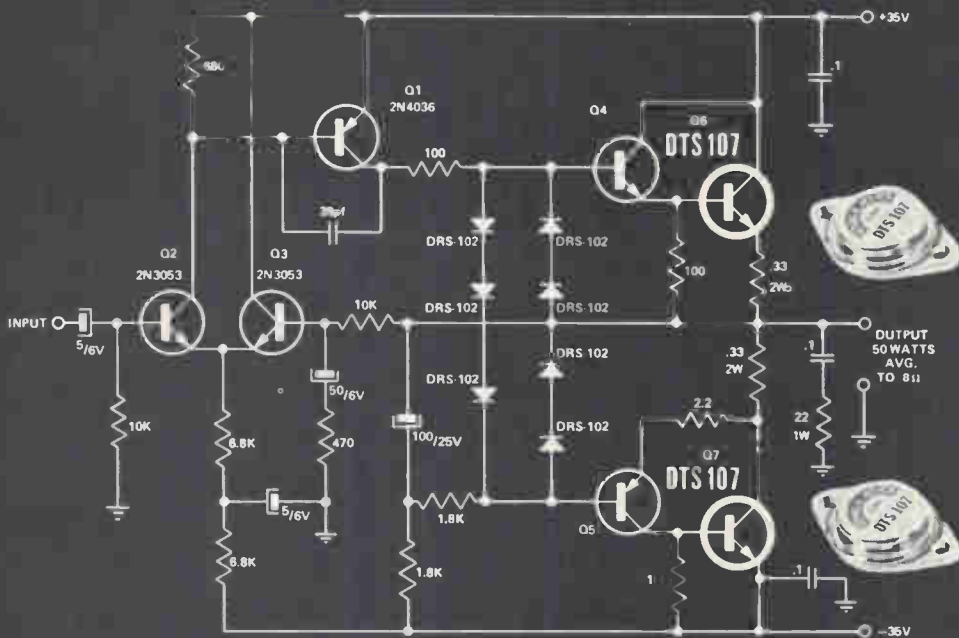 +35V
.1
Q1
2N4036
Q4
Q6
DTS 107
100
DRS-102
DRS-102
DTS 107
Q2
2N3053
Q3
2N3053
DRS-102
DRS-102
100
.33
INPUT
5/6V
10K
DRS-102
DRS 102
OUTPUT
50 WATTS
AVG.
TO 8Ω
50/6V
100/25V
.33
2W
.1
10K
6.8K
470
DRS-102
2.2
22
1W
Q7
DTS 107
5/6V
1.8K
Q5
DTS 107
6.8K
1.8K
.1
-35V